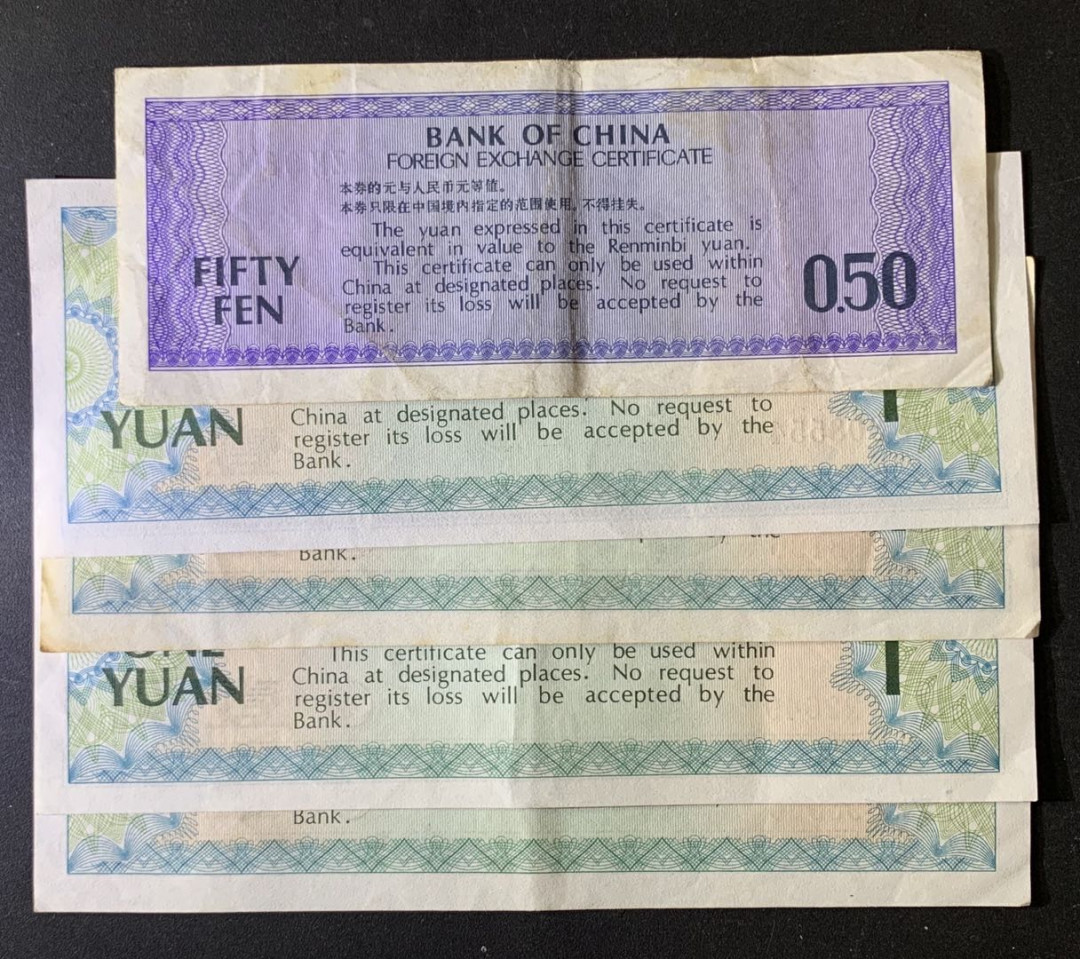 BANK OF CHINA
FOREIGN EXCHANGE CERTIFICATE
本券的元与人民币元等值。
本券只限在中国境内指定的范围使用，不得挂失。
The yuan expressed in this certificate is
equivalent in value to the Renminbi yuan.
This certificate can only be used within
China at designated places. No request to
register its loss will be accepted by the
Bank.
FIFTY
FEN
0.50
YUAN
China at designated places. No request to
register its loss will be accepted by the
Bank.
1
Bank.
ONE
YUAN
This certificate can only be used within
China at designated places. No request to
register its loss will be accepted by the
Bank.
1
Bank.